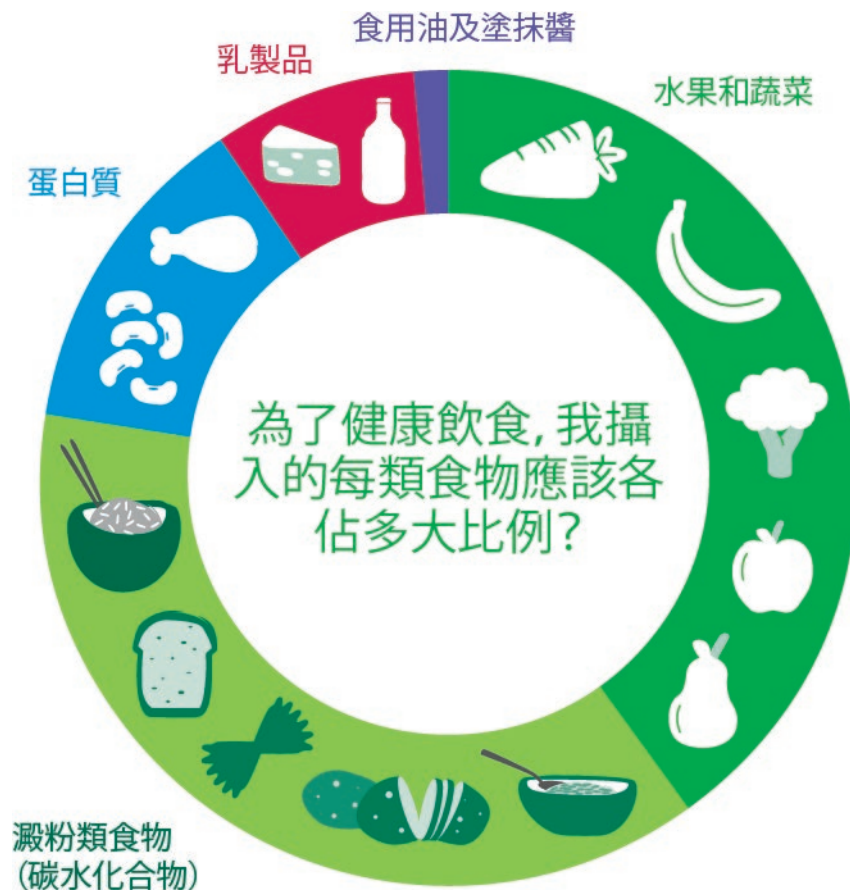 食用油及塗抹醬
乳製品
水果和蔬菜
蛋白質
為了健康飲食，我攝
入的每類食物應該各
佔多大比例？
澱粉類食物
（碳水化合物）